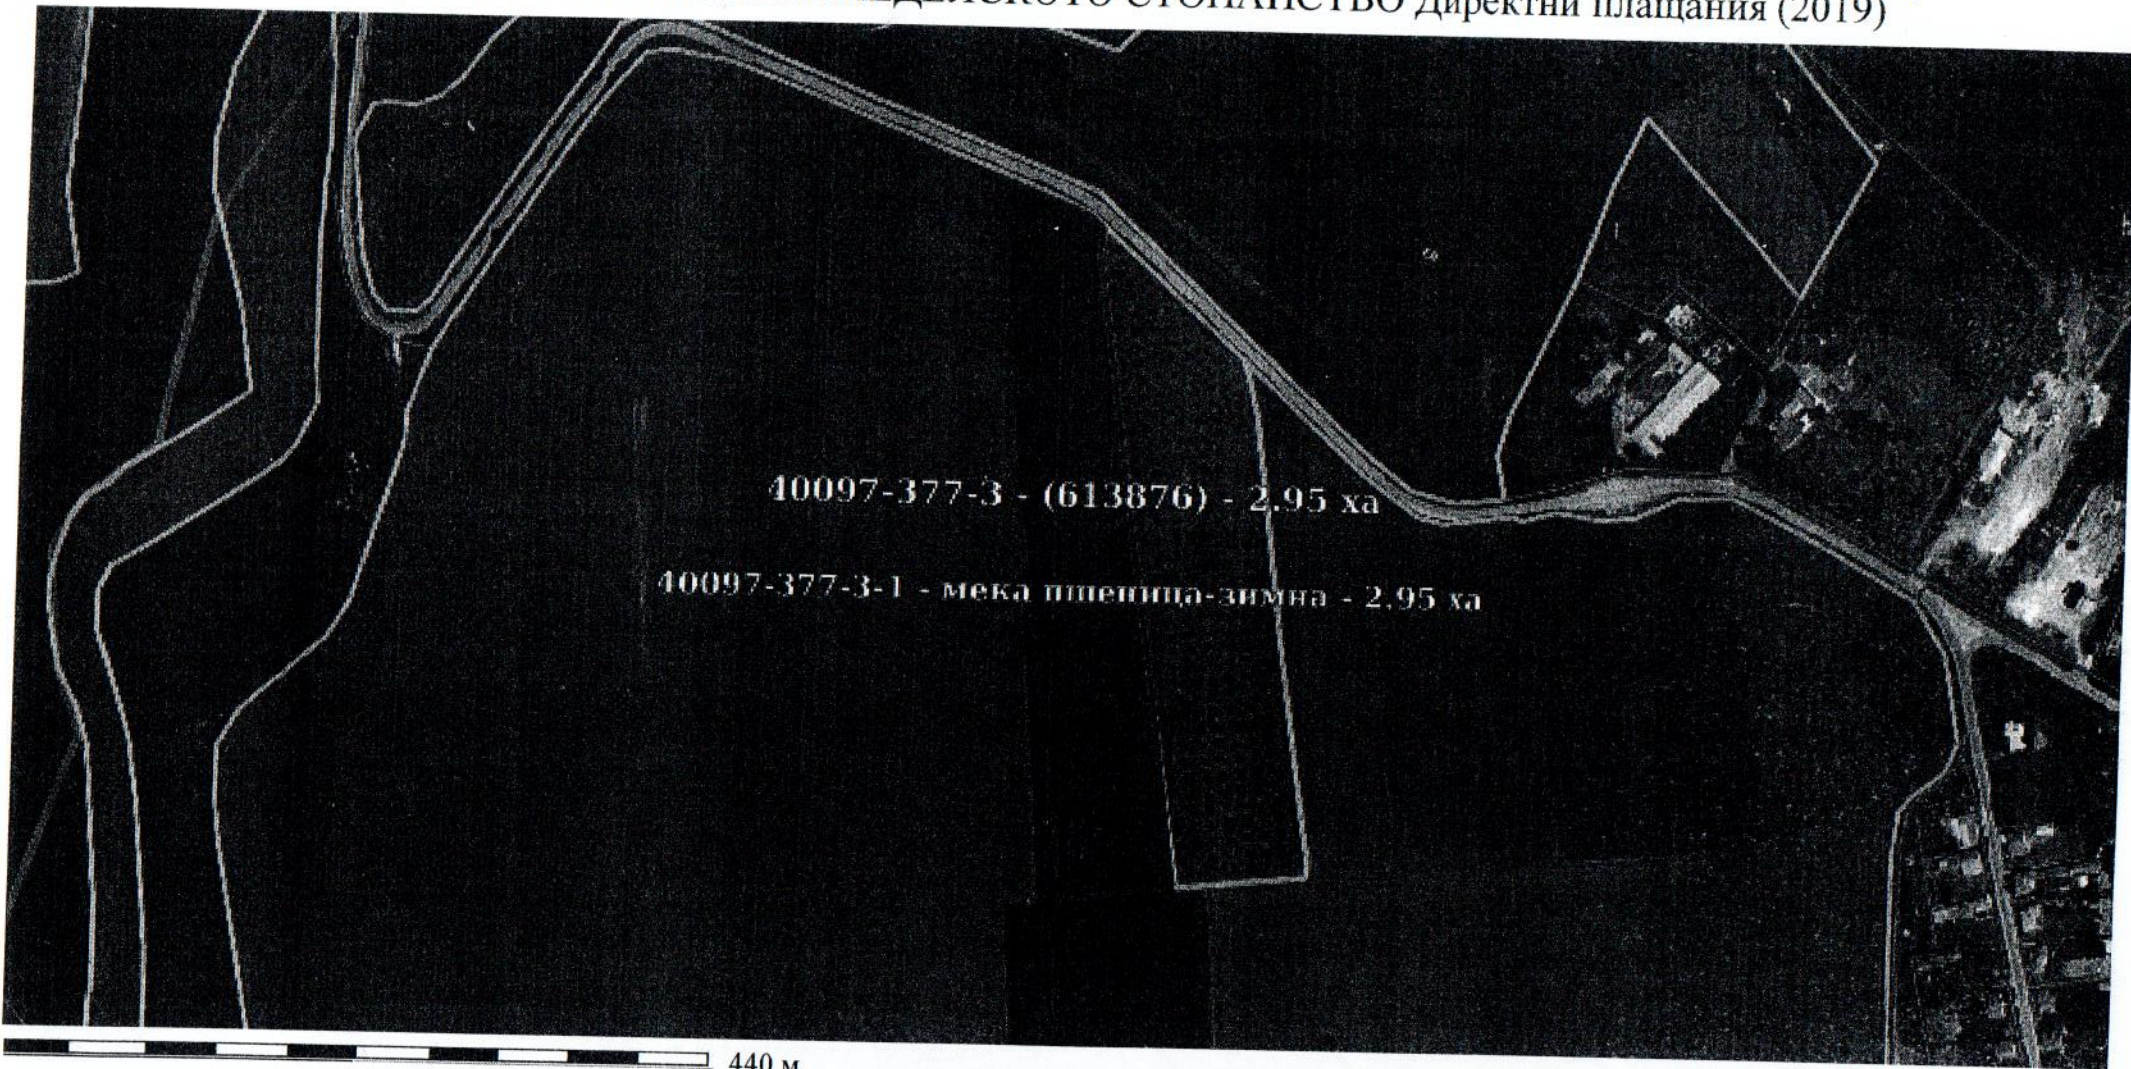 СТОПАНСТВО Директни плащания (2019)
40097-377-3 - (613876) - 2.95 ха
40097-377-3-1 - мека пшеница-зимна - 2.95 ха
440 м